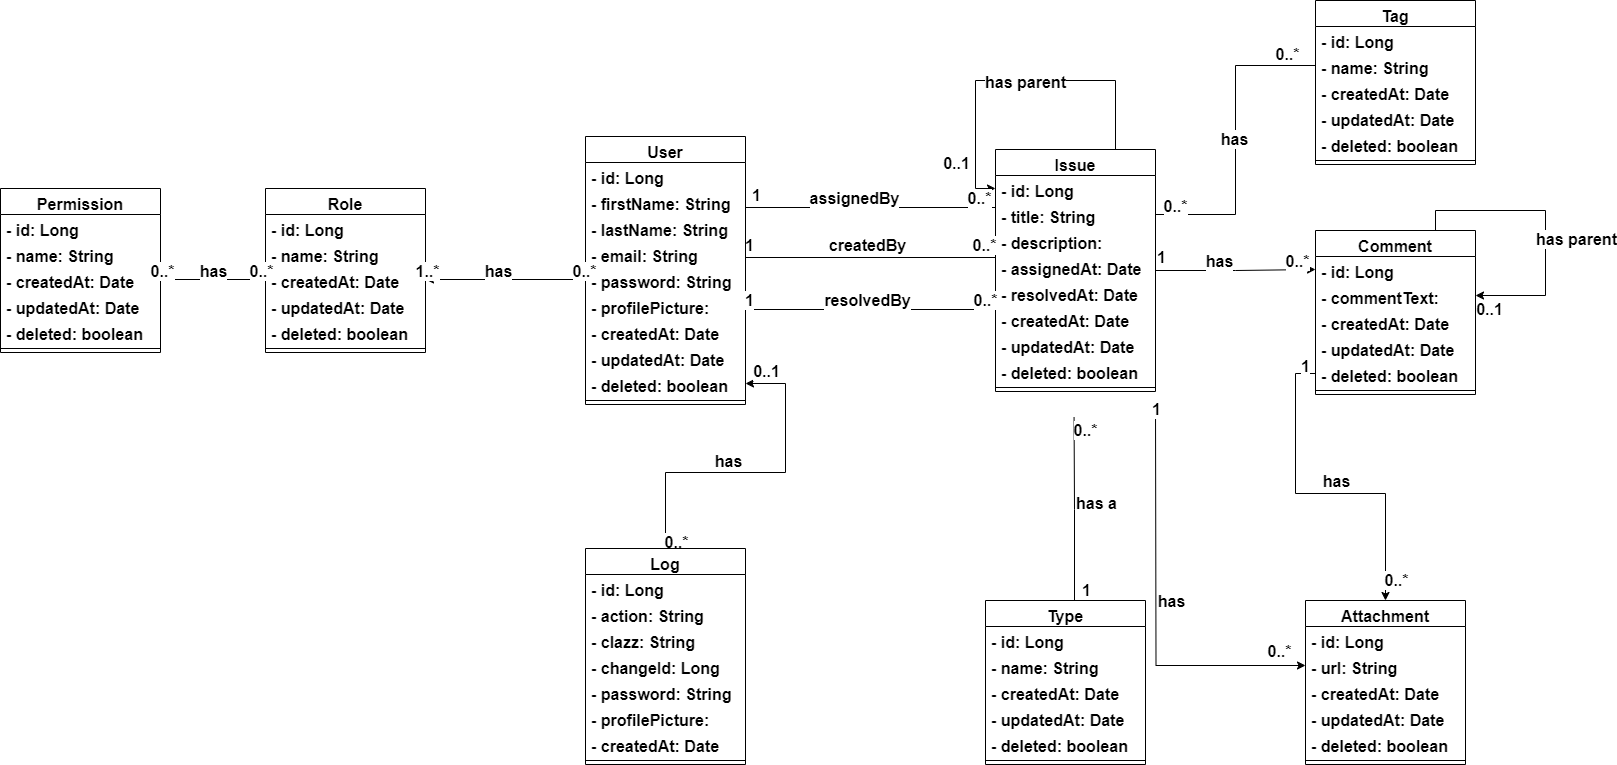 Tag
- id: Long
- name: String
- createdAt: Date
- updatedAt: Date
- deleted: boolean
0..*
has
0..*
has parent
0..1
User
- id: Long
- firstName: String
- lastName: String
- email: String
- password: String
- profilePicture:
- createdAt: Date
- updatedAt: Date
- deleted: boolean
Issue
- id: Long
- title: String
- description:
- assignedAt: Date
- resolvedAt: Date
- createdAt: Date
- updatedAt: Date
- deleted: boolean
1
assignedBy
0..*
1
createdBy
0..*
1
resolvedBy
0..*
Permission
- id: Long
- name: String
- createdAt: Date
- updatedAt: Date
- deleted: boolean
0..*
has
0..*
Role
- id: Long
- name: String
- createdAt: Date
- updatedAt: Date
- deleted: boolean
1..*
has
0..*
1
has
0..*
Comment
- id: Long
- commentText:
- createdAt: Date
- updatedAt: Date
- deleted: boolean
has parent
0..1
0..1
has
0..*
Log
- id: Long
- action: String
- clazz: String
- changeId: Long
- password: String
- profilePicture:
- createdAt: Date
0..*
has a
1
Type
- id: Long
- name: String
- createdAt: Date
- updatedAt: Date
- deleted: boolean
1
has
0..*
1
has
0..*
Attachment
- id: Long
- url: String
- createdAt: Date
- updatedAt: Date
- deleted: boolean